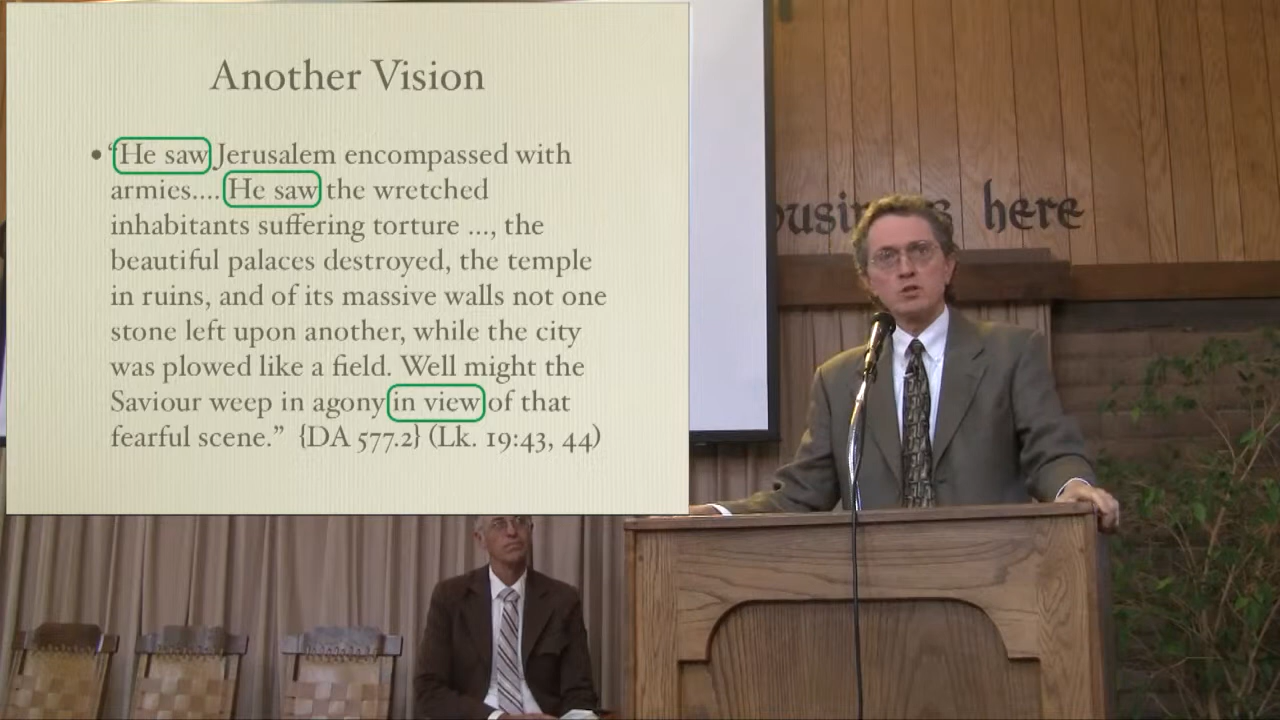 Another Vision
• “He saw Jerusalem encompassed with
armies.... He saw the wretched
inhabitants suffering torture ..., the
beautiful palaces destroyed, the temple
in ruins, and of its massive walls not one
stone left upon another, while the city
was plowed like a field. Well might the
Saviour weep in agony in view of that
fearful scene.” {DA 577.2} (Lk. 19:43, 44)
here